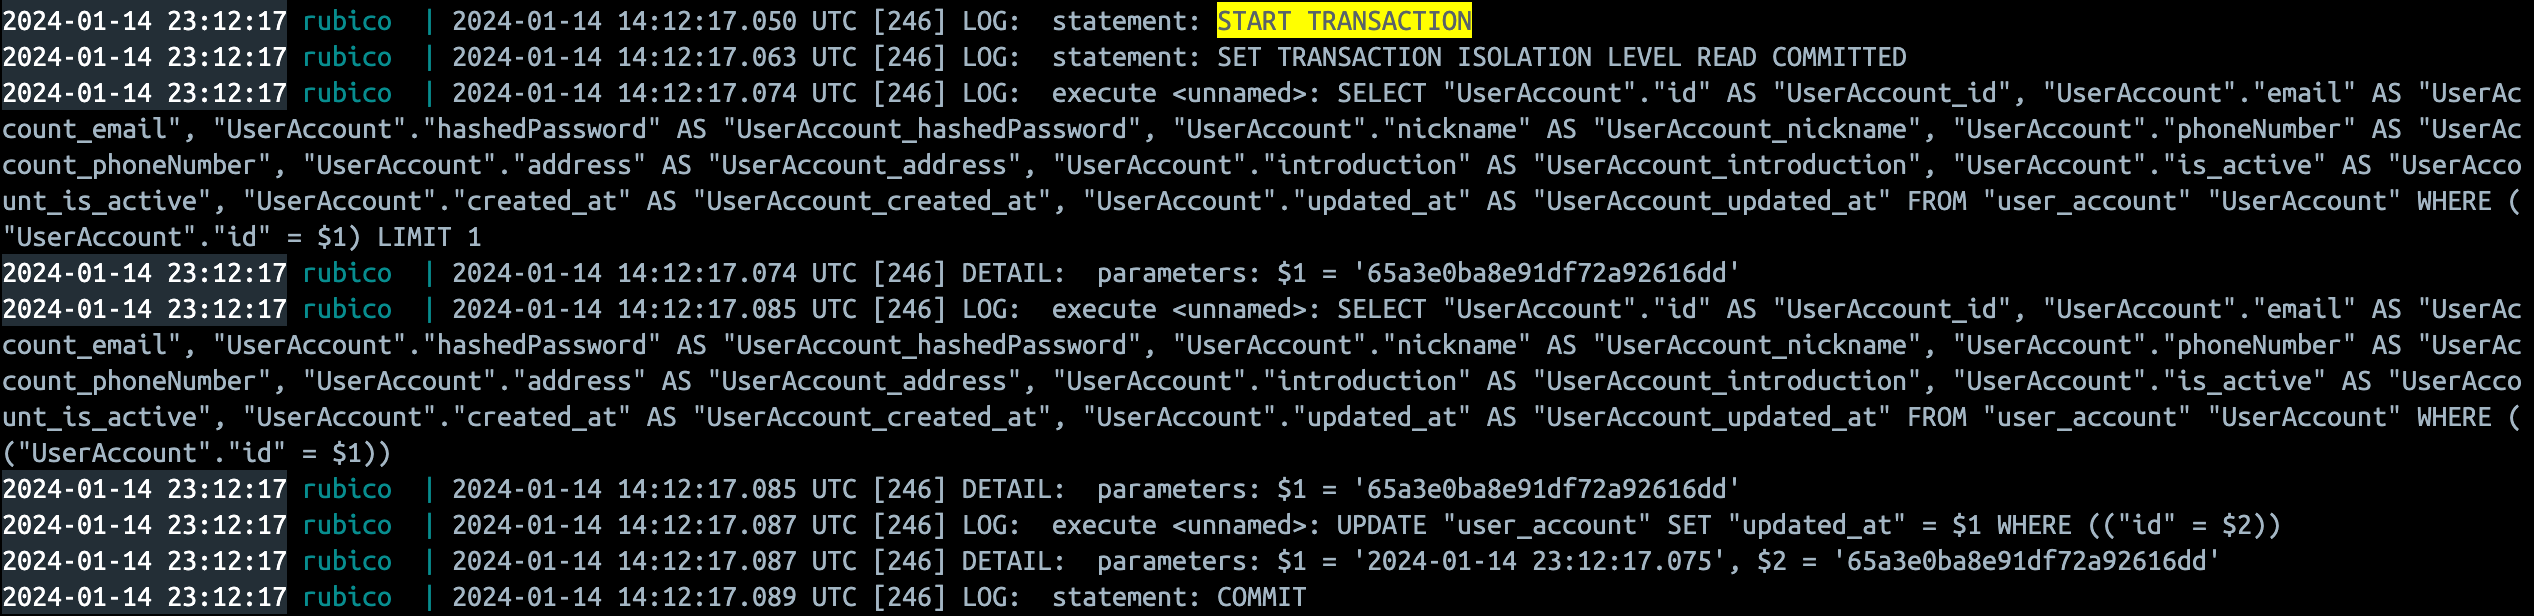 2024-01-14 23:12:17 rubico  | 2024-01-14 14:12:17.050 UTC [246] LOG:  statement: START TRANSACTION
2024-01-14 23:12:17 rubico  | 2024-01-14 14:12:17.063 UTC [246] LOG:  statement: SET TRANSACTION ISOLATION LEVEL READ COMMITTED
2024-01-14 23:12:17 rubico  | 2024-01-14 14:12:17.074 UTC [246] LOG:  execute <unnamed>: SELECT "UserAccount"."id" AS "UserAccount_id", "UserAccount"."email" AS "UserAc
count_email", "UserAccount"."hashedPassword" AS "UserAccount_hashedPassword", "UserAccount"."nickname" AS "UserAccount_nickname", "UserAccount"."phoneNumber" AS "UserAc
count_phoneNumber", "UserAccount"."address" AS "UserAccount_address", "UserAccount"."introduction" AS "UserAccount_introduction", "UserAccount"."is_active" AS "UserAcco
unt_is_active", "UserAccount"."created_at" AS "UserAccount_created_at", "UserAccount"."updated_at" AS "UserAccount_updated_at" FROM "user_account" "UserAccount" WHERE (
"UserAccount"."id" = $1) LIMIT 1
2024-01-14 23:12:17 rubico  | 2024-01-14 14:12:17.074 UTC [246] DETAIL:  parameters: $1 = '65a3e0ba8e91df72a92616dd'
2024-01-14 23:12:17 rubico  | 2024-01-14 14:12:17.085 UTC [246] LOG:  execute <unnamed>: SELECT "UserAccount"."id" AS "UserAccount_id", "UserAccount"."email" AS "UserAc
count_email", "UserAccount"."hashedPassword" AS "UserAccount_hashedPassword", "UserAccount"."nickname" AS "UserAccount_nickname", "UserAccount"."phoneNumber" AS "UserAc
count_phoneNumber", "UserAccount"."address" AS "UserAccount_address", "UserAccount"."introduction" AS "UserAccount_introduction", "UserAccount"."is_active" AS "UserAcco
unt_is_active", "UserAccount"."created_at" AS "UserAccount_created_at", "UserAccount"."updated_at" AS "UserAccount_updated_at" FROM "user_account" "UserAccount" WHERE (
("UserAccount"."id" = $1))
2024-01-14 23:12:17 rubico  | 2024-01-14 14:12:17.085 UTC [246] DETAIL:  parameters: $1 = '65a3e0ba8e91df72a92616dd'
2024-01-14 23:12:17 rubico  | 2024-01-14 14:12:17.087 UTC [246] LOG:  execute <unnamed>: UPDATE "user_account" SET "updated_at" = $1 WHERE (("id" = $2))
2024-01-14 23:12:17 rubico  | 2024-01-14 14:12:17.087 UTC [246] DETAIL:  parameters: $1 = '2024-01-14 23:12:17.075', $2 = '65a3e0ba8e91df72a92616dd'
2024-01-14 23:12:17 rubico  | 2024-01-14 14:12:17.089 UTC [246] LOG:  statement: COMMIT